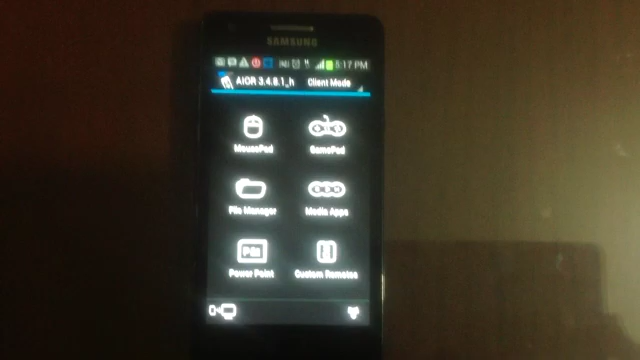 SAMSUNG
5:17 PM
AIOR 3.4.8.1_h Client Mode
MousePad GamePad
File Manager Media Apps
Power Point Custom Remotes